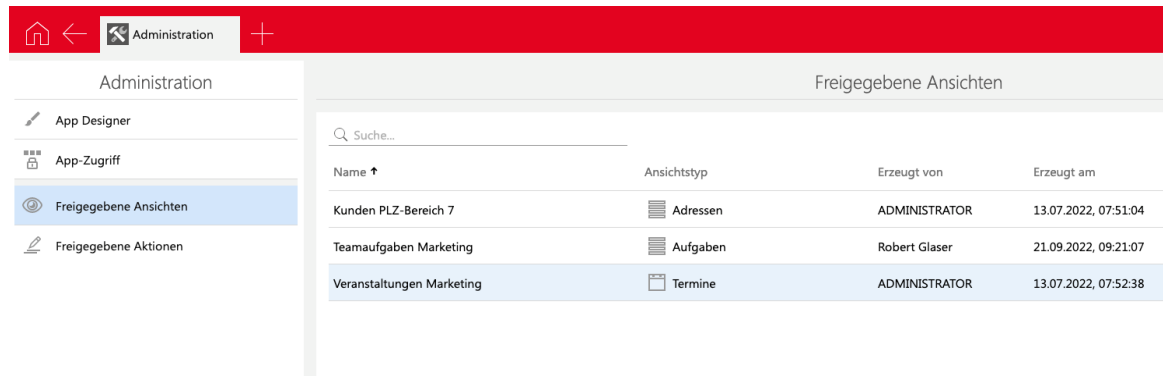 Administration
Administration
Freigegebene Ansichten
App Designer
App-Zugriff
Freigegebene Ansichten
Freigegebene Aktionen
Suche...
Name Ansichtstyp Erzeugt von Erzeugt am
Kunden PLZ-Bereich 7 Adressen ADMINISTRATOR 13.07.2022, 07:51:04
Teamaufgaben Marketing Aufgaben Robert Glaser 21.09.2022, 09:21:07
Veranstaltungen Marketing Termine ADMINISTRATOR 13.07.2022, 07:52:38